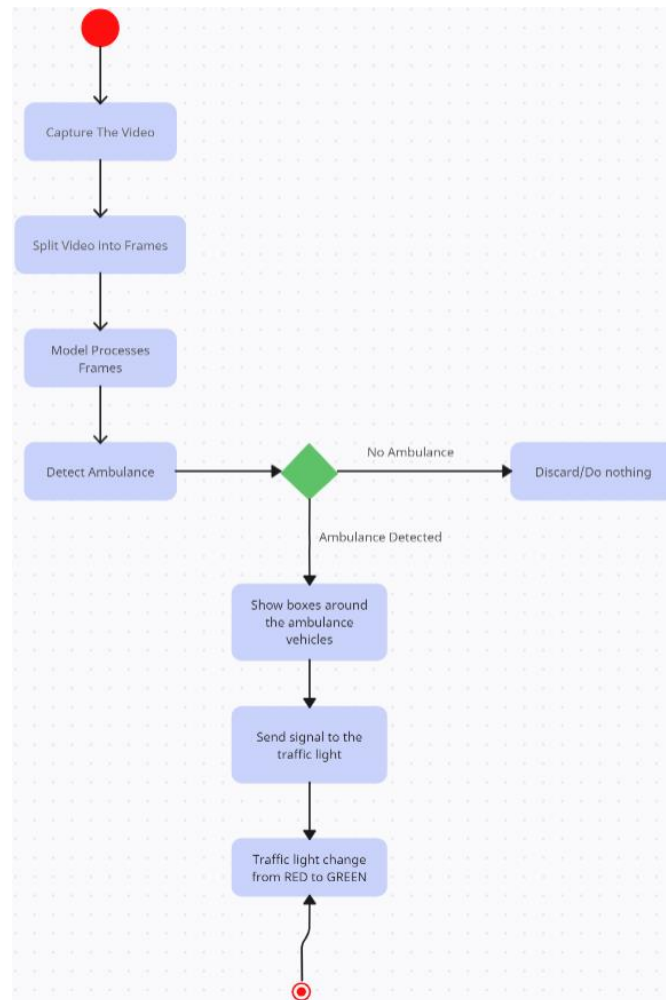 Capture The Video
Split Video into Frames
Model Processes
Frames
Detect Ambulance
No Ambulance
Discard/Do nothing
Ambulance Detected
Show boxes around
the ambulance
vehicles
Send signal to the
traffic light
Traffic light change
from RED to GREEN